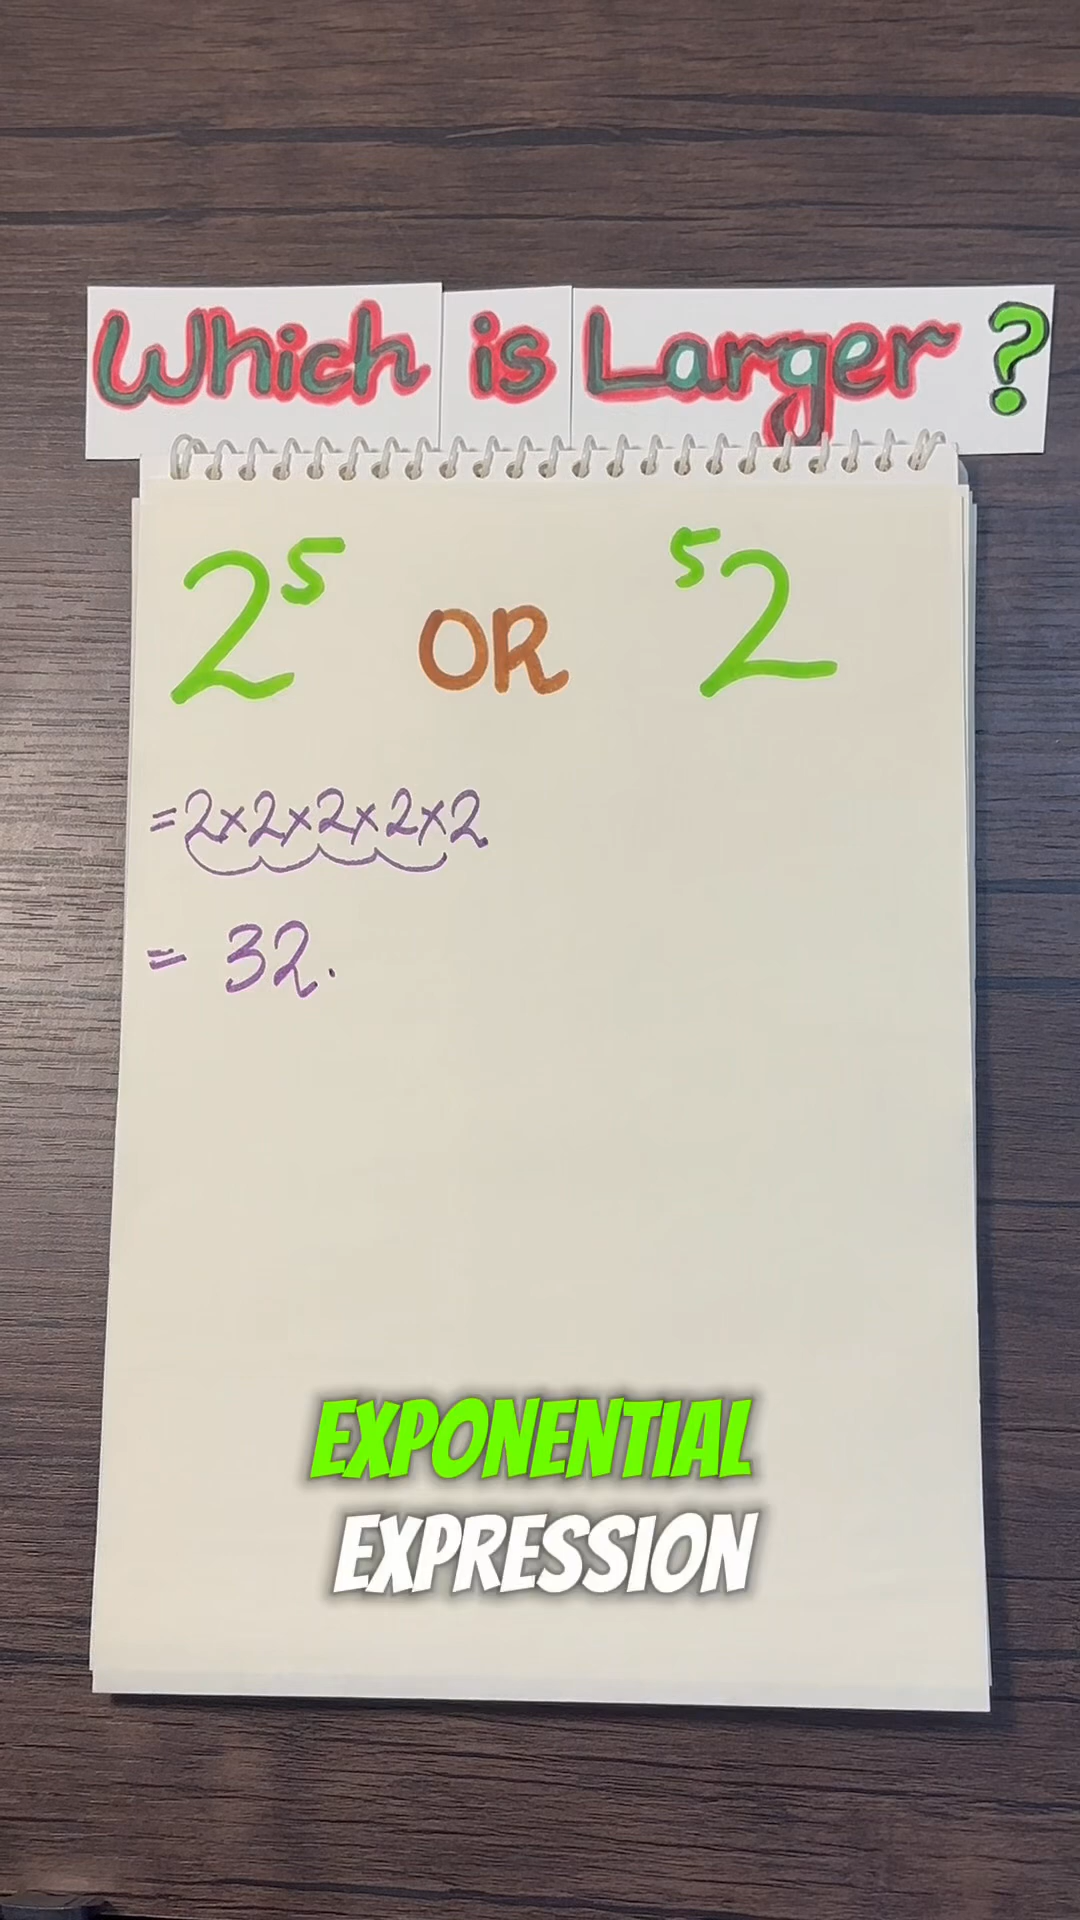 Which is Larger ?
2⁵ OR ⁵2
=2×2×2×2×2
= 32.
EXPONENTIAL
EXPRESSION